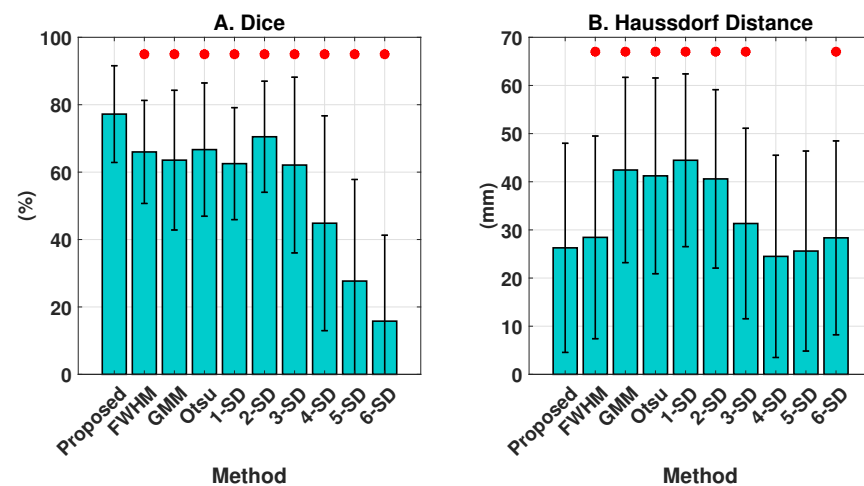 A. Dice
100
80
60
40
20
0
(%)
Proposed
FWHM
GMM
Otsu
1-SD
2-SD
3-SD
4-SD
5-SD
6-SD
Method
B. Haussdorf Distance
70
60
50
40
30
20
10
0
(mm)
Proposed
FWHM
GMM
Otsu
1-SD
2-SD
3-SD
4-SD
5-SD
6-SD
Method